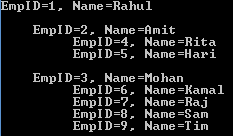 EmpID=1, Name=Rahul
EmpID=2, Name=Amit
EmpID=4, Name=Rita
EmpID=5, Name=Hari
EmpID=3, Name=Mohan
EmpID=6, Name=Kamal
EmpID=7, Name=Raj
EmpID=8, Name=Sam
EmpID=9, Name=Tim